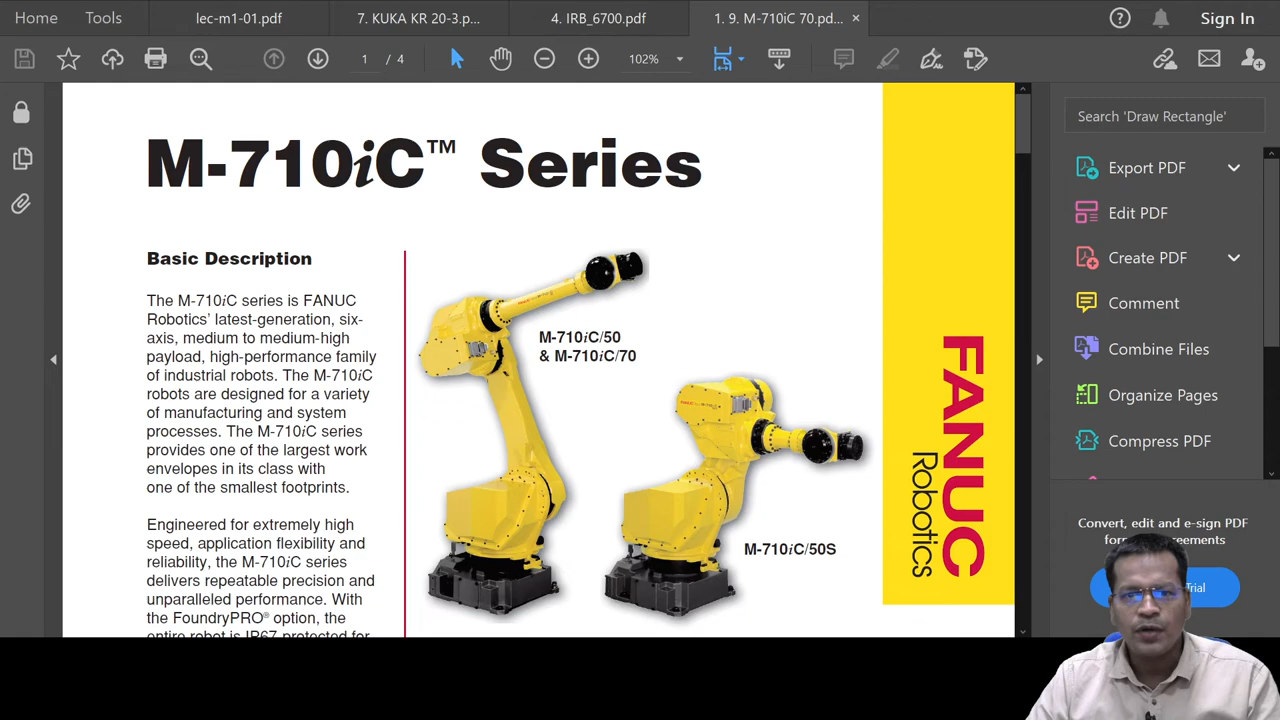 Home
Tools
lec-m1-01.pdf
7. KUKA KR 20-3.p...
4. IRB_6700.pdf
1. 9. M-710iC 70.pd... ×
Sign In
1 / 4
102%
M-710iC™ Series
Basic Description
The M-710iC series is FANUC
Robotics’ latest-generation, six-
axis, medium to medium-high
payload, high-performance family
of industrial robots. The M-710iC
robots are designed for a variety
of manufacturing and system
processes. The M-710iC series
provides one of the largest work
envelopes in its class with
one of the smallest footprints.
Engineered for extremely high
speed, application flexibility and
reliability, the M-710iC series
delivers repeatable precision and
unparalleled performance. With
the FoundryPRO® option, the
entire robot is IP67 protected for
M-710iC/50
& M-710iC/70
M-710iC/50S
FANUC
Robotics
Search 'Draw Rectangle'
Export PDF
Edit PDF
Create PDF
Comment
Combine Files
Organize Pages
Compress PDF
Convert, edit and e-sign PDF